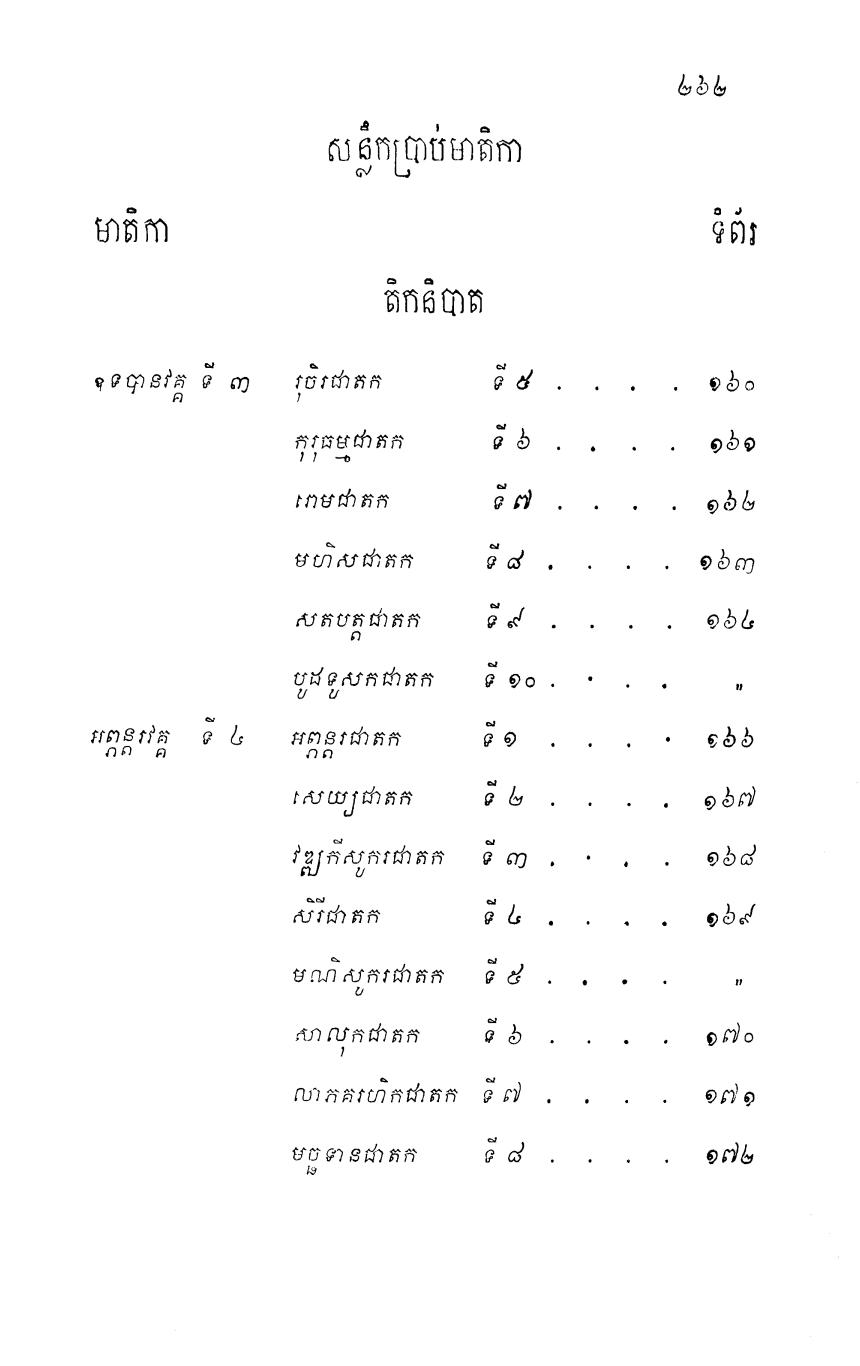 ២៦២
សន្លឹកប្រាប់មាតិកា
មាតិកា ទំព័រ
តិកនិបាត
ឧទបានវគ្គ ទី ៣ រុចិរជាតក ទី ៥ . . . . ១៦០
កុរុធម្មជាតក ទី ៦ . . . . ១៦១
រោមជាតក ទី ៧ . . . . ១៦២
មហិសជាតក ទី ៨ . . . . ១៦៣
សតបត្តជាតក ទី ៩ . . . . ១៦៤
បូដទូសកជាតក ទី ១០ . . . . "
អព្ភន្តរវគ្គ ទី ៤ អព្ភន្តរជាតក ទី ១ . . . . ១៦៦
សេយ្យជាតក ទី ២ . . . . ១៦៧
វឌ្ឍកីសូករជាតក ទី ៣ . . . . ១៦៨
សិរីជាតក ទី ៤ . . . . ១៦៩
មណិសូករជាតក ទី ៥ . . . . "
សាលុកជាតក ទី ៦ . . . . ១៧០
លាភគរហិកជាតក ទី ៧ . . . . ១៧១
មច្ឆទានជាតក ទី ៨ . . . . ១៧២